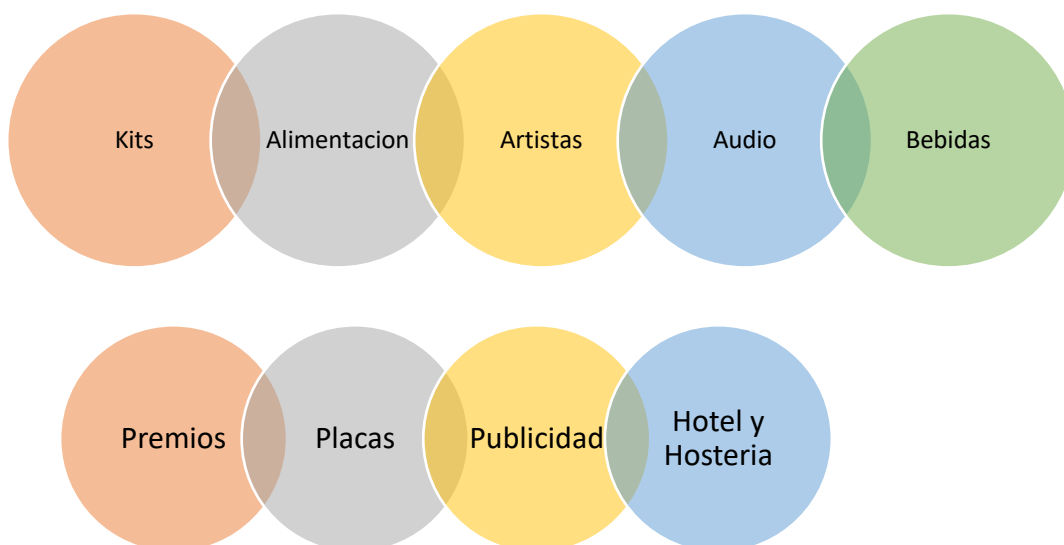 Kits
Alimentacion
Artistas
Audio
Bebidas
Premios
Placas
Publicidad
Hotel y
Hosteria